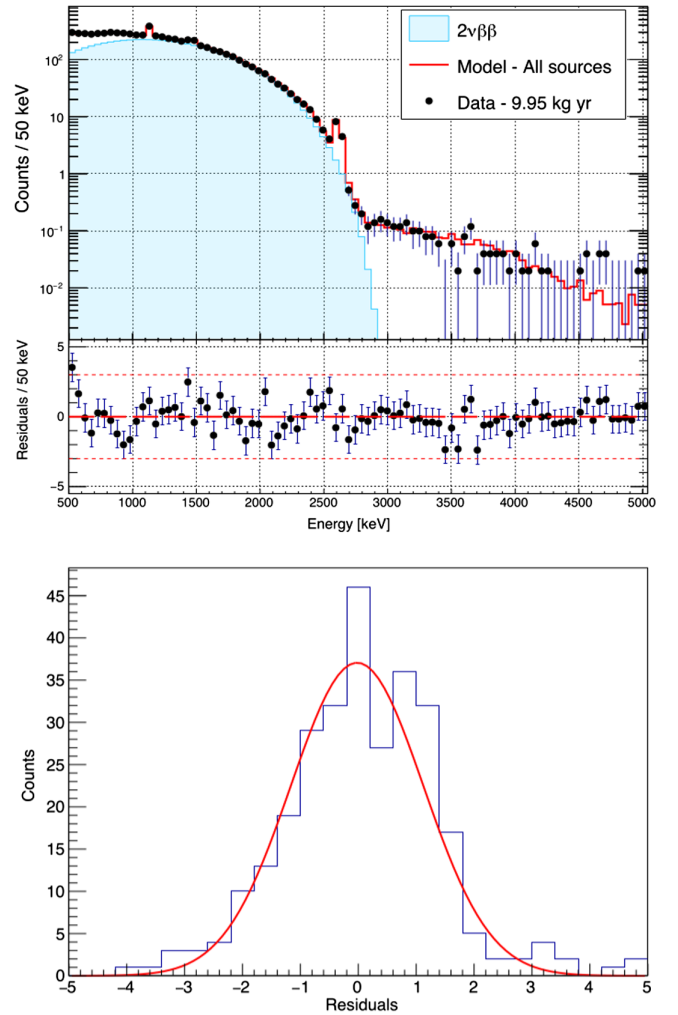 Counts / 50 keV
10²
10
1
10⁻¹
10⁻²
2νββ
Model - All sources
Data - 9.95 kg yr
Residuals / 50 keV
5
0
−5
500 1000 1500 2000 2500 3000 3500 4000 4500 5000
Energy [keV]
Counts
45
40
35
30
25
20
15
10
5
0
−5 −4 −3 −2 −1 0 1 2 3 4 5
Residuals